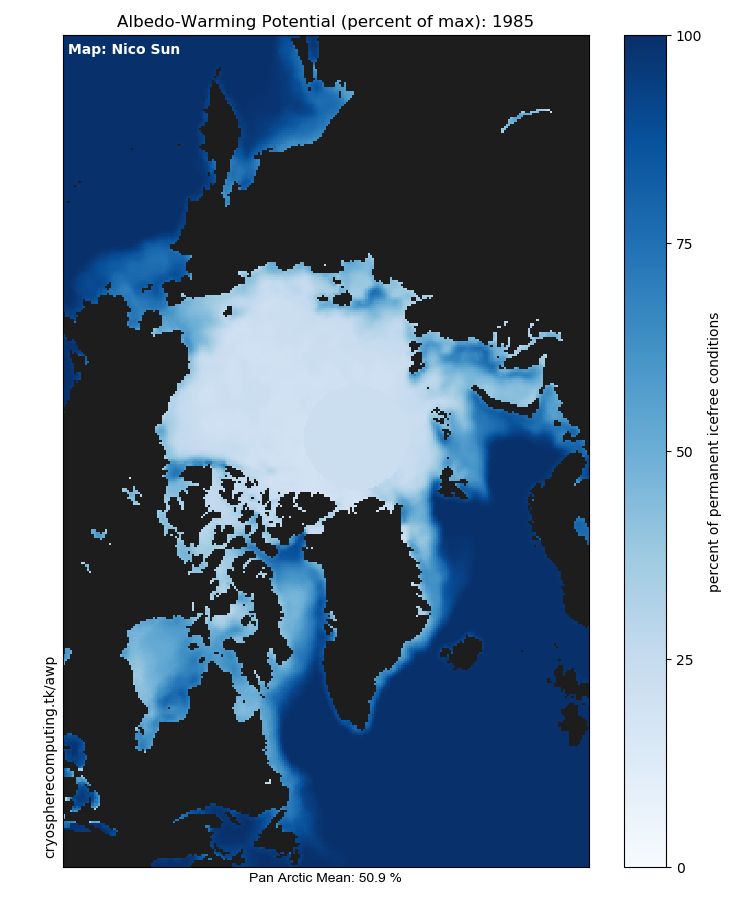 Albedo-Warming Potential (percent of max): 1985
Map: Nico Sun
100
75
50
25
0
percent of permanent icefree conditions
cryospherecomputing.tk/awp
Pan Arctic Mean: 50.9 %